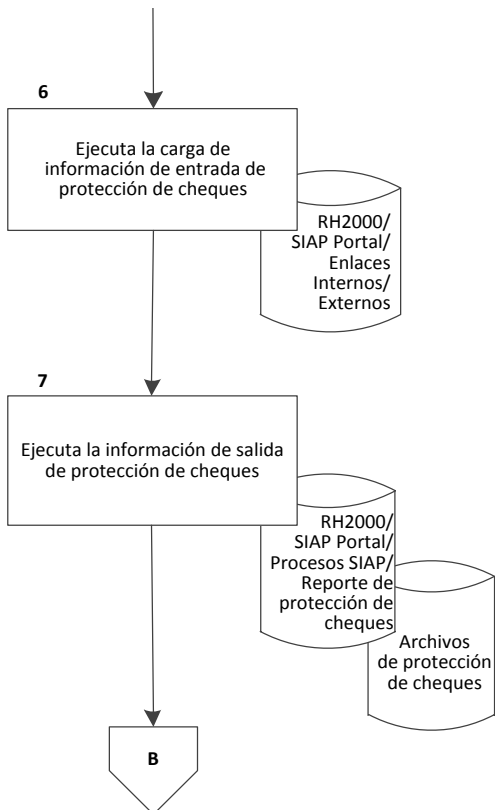 6
Ejecuta la carga de
información de entrada de
protección de cheques
RH2000/
SIAP Portal/
Enlaces
Internos/
Externos
7
Ejecuta la información de salida
de protección de cheques
RH2000/
SIAP Portal/
Procesos SIAP/
Reporte de
protección de
cheques
Archivos
de protección
de cheques
B